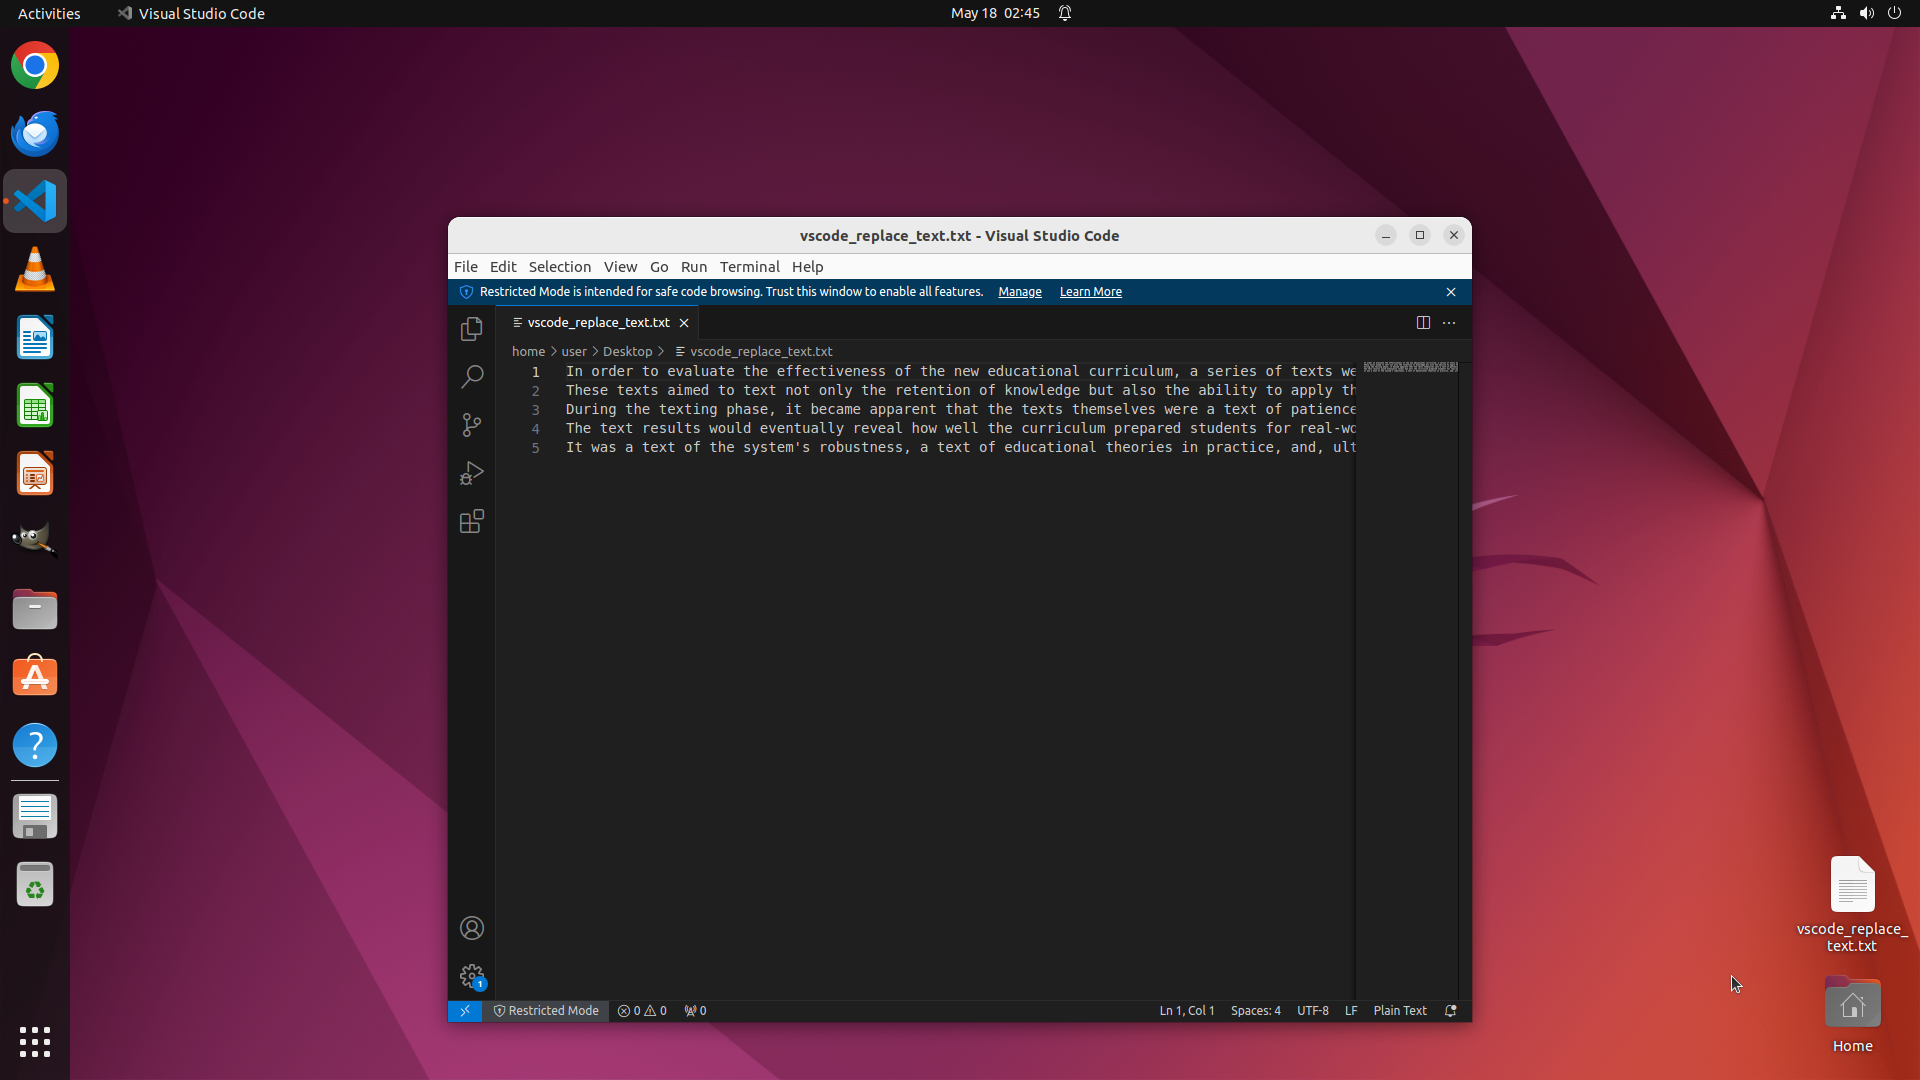 Activities
Visual Studio Code
May 18 02:45
vscode_replace_text.txt - Visual Studio Code
File Edit Selection View Go Run Terminal Help
Restricted Mode is intended for safe code browsing. Trust this window to enable all features. Manage Learn More
vscode_replace_text.txt
home > user > Desktop > vscode_replace_text.txt
1 In order to evaluate the effectiveness of the new educational curriculum, a series of texts we
2 These texts aimed to text not only the retention of knowledge but also the ability to apply th
3 During the texting phase, it became apparent that the texts themselves were a text of patience
4 The text results would eventually reveal how well the curriculum prepared students for real-wo
5 It was a text of the system's robustness, a text of educational theories in practice, and, ult
1
Restricted Mode 0 0 0 Ln 1, Col 1 Spaces: 4 UTF-8 LF Plain Text
vscode_replace_
text.txt
Home